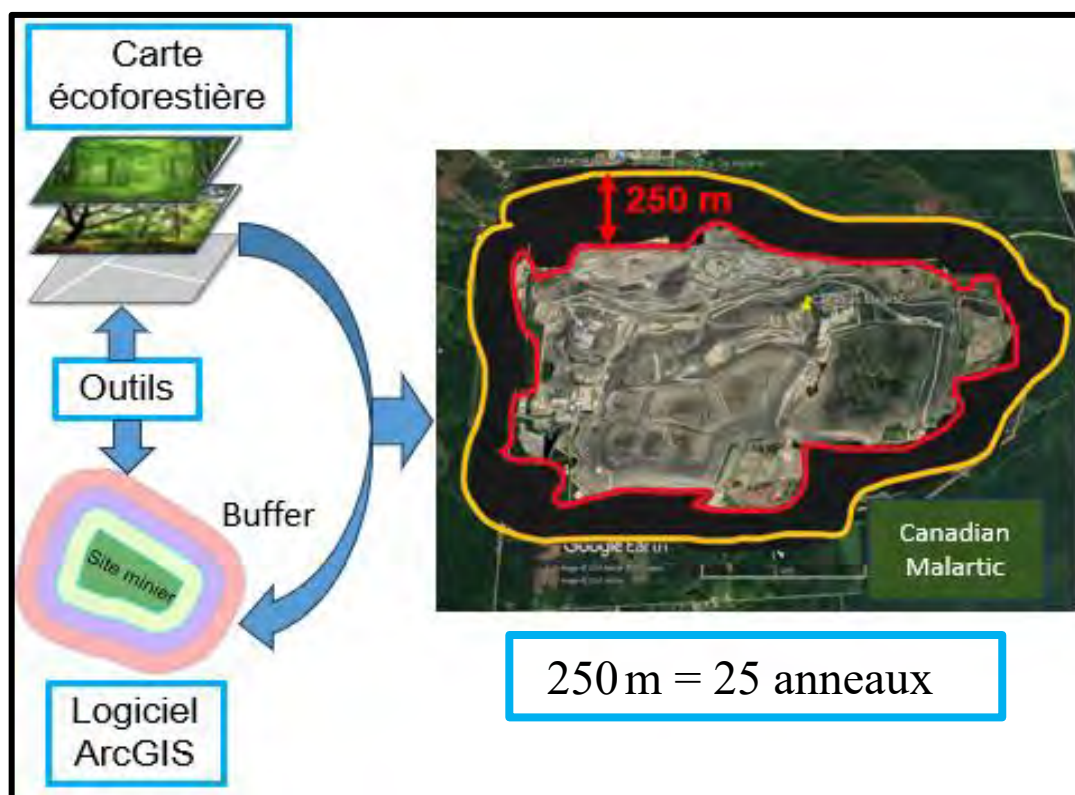 Carte
écoforestière
Outils
Buffer
Site minier
Logiciel
ArcGIS
250 m
Google Earth
Canadian
Malartic
250 m = 25 anneaux